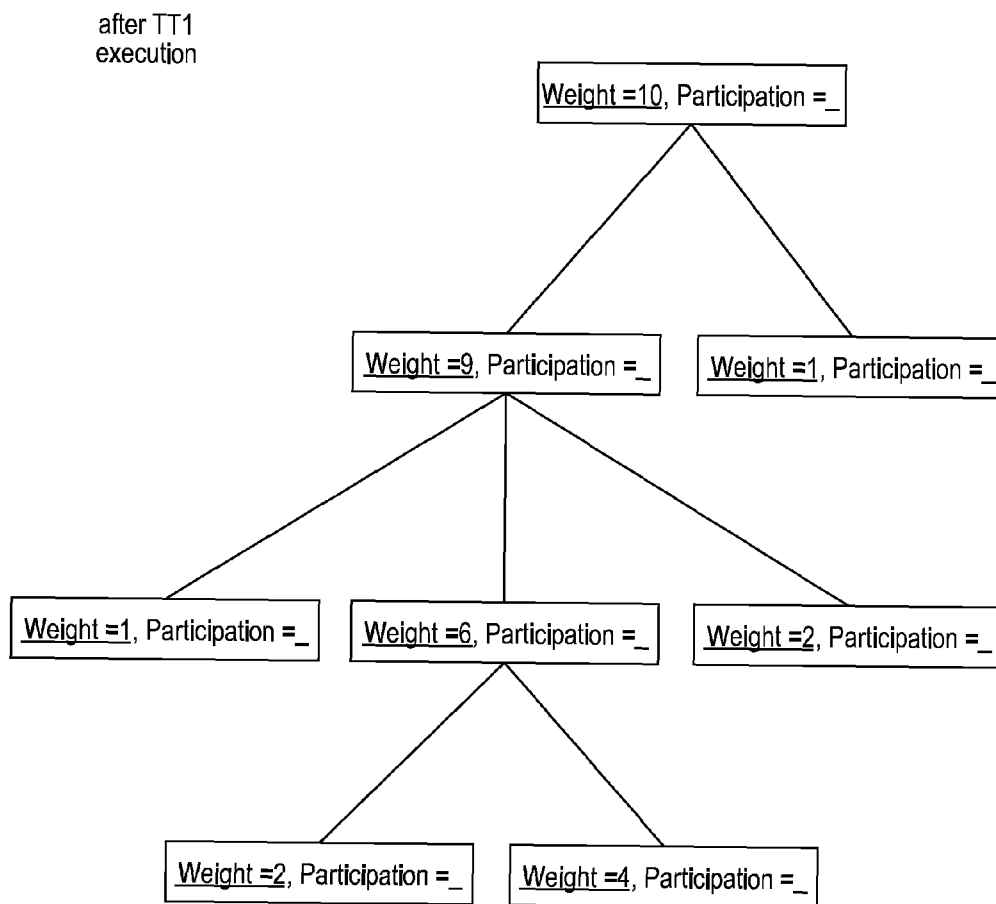 after TT1
execution
Weight =10, Participation =_
Weight =9, Participation =_
Weight =1, Participation =_
Weight =1, Participation =_
Weight =6, Participation =_
Weight =2, Participation =_
Weight =2, Participation =_
Weight =4, Participation =_